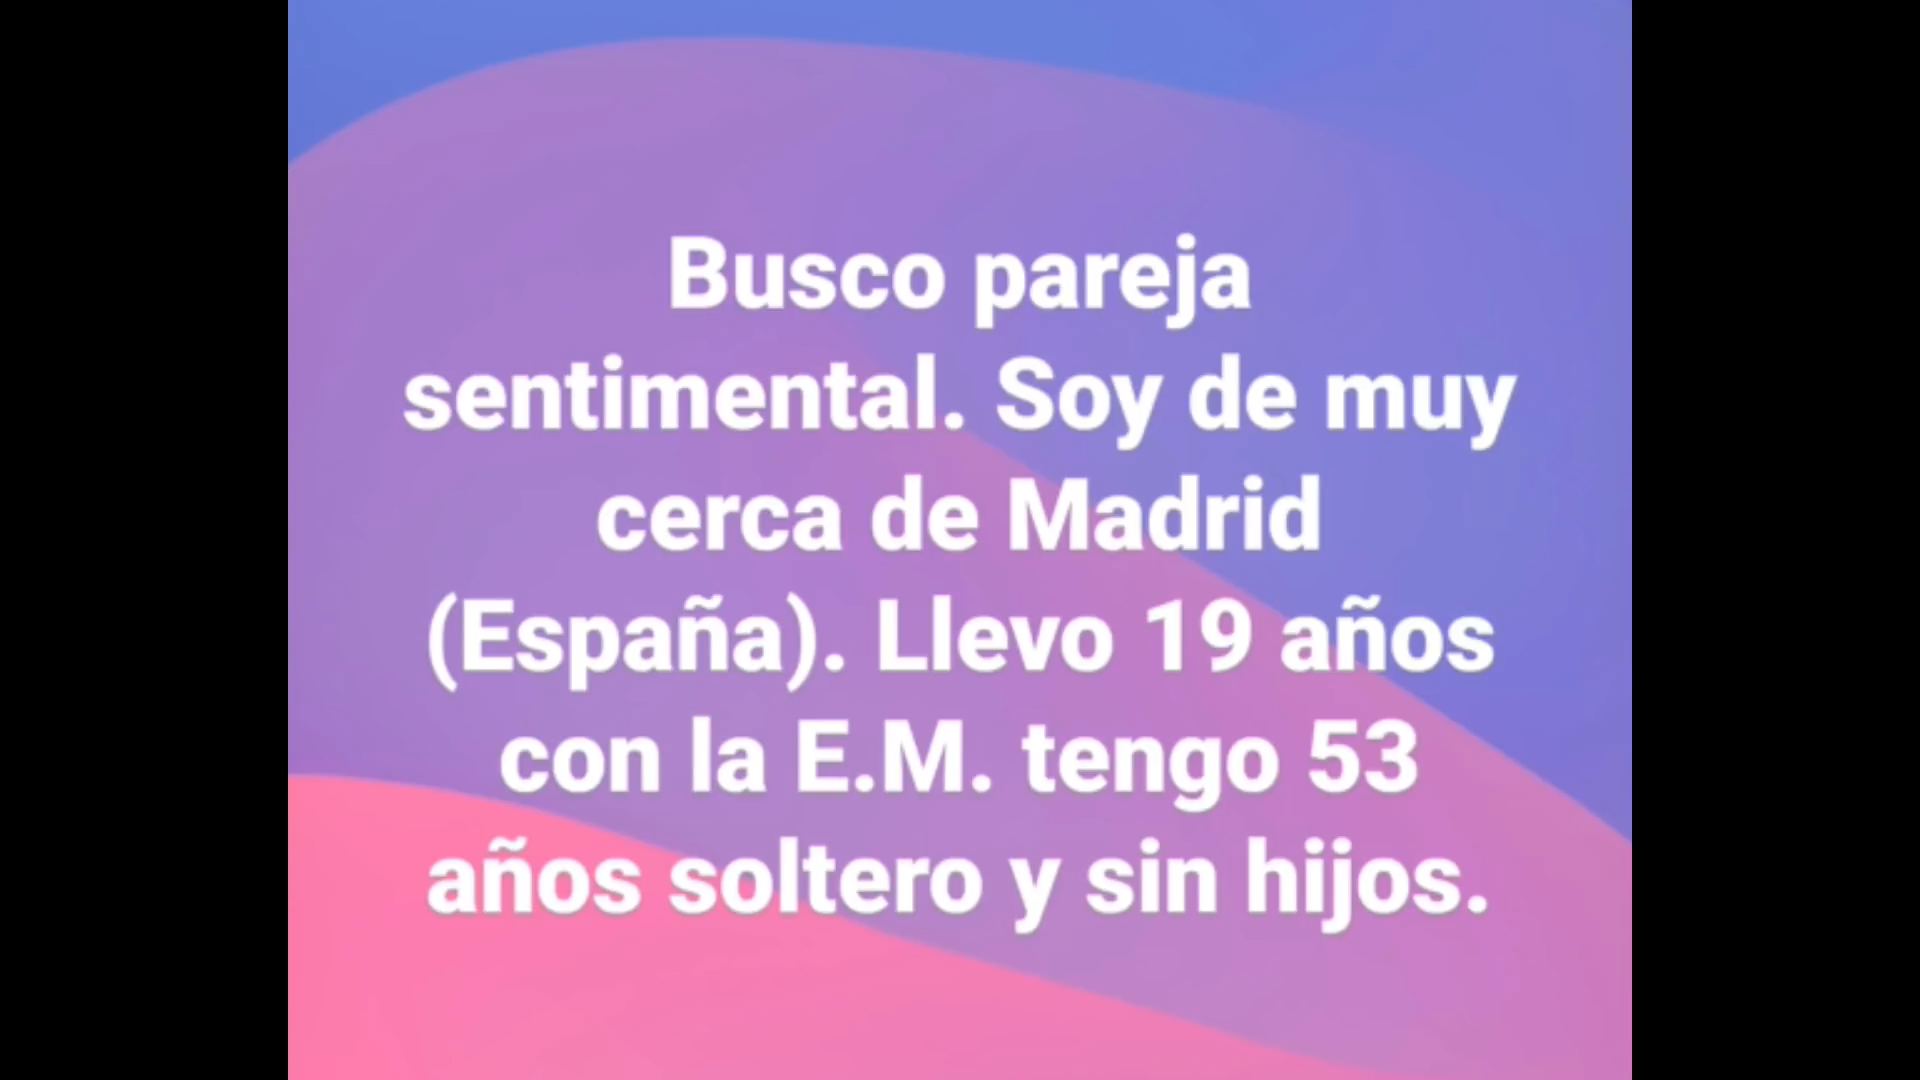 Busco pareja
sentimental. Soy de muy
cerca de Madrid
(España). Llevo 19 años
con la E.M. tengo 53
años soltero y sin hijos.